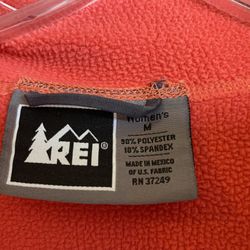 REI
Women's
M
90% POLYESTER
10% SPANDEX
MADE IN MEXICO
OF U.S. FABRIC
RN 37249